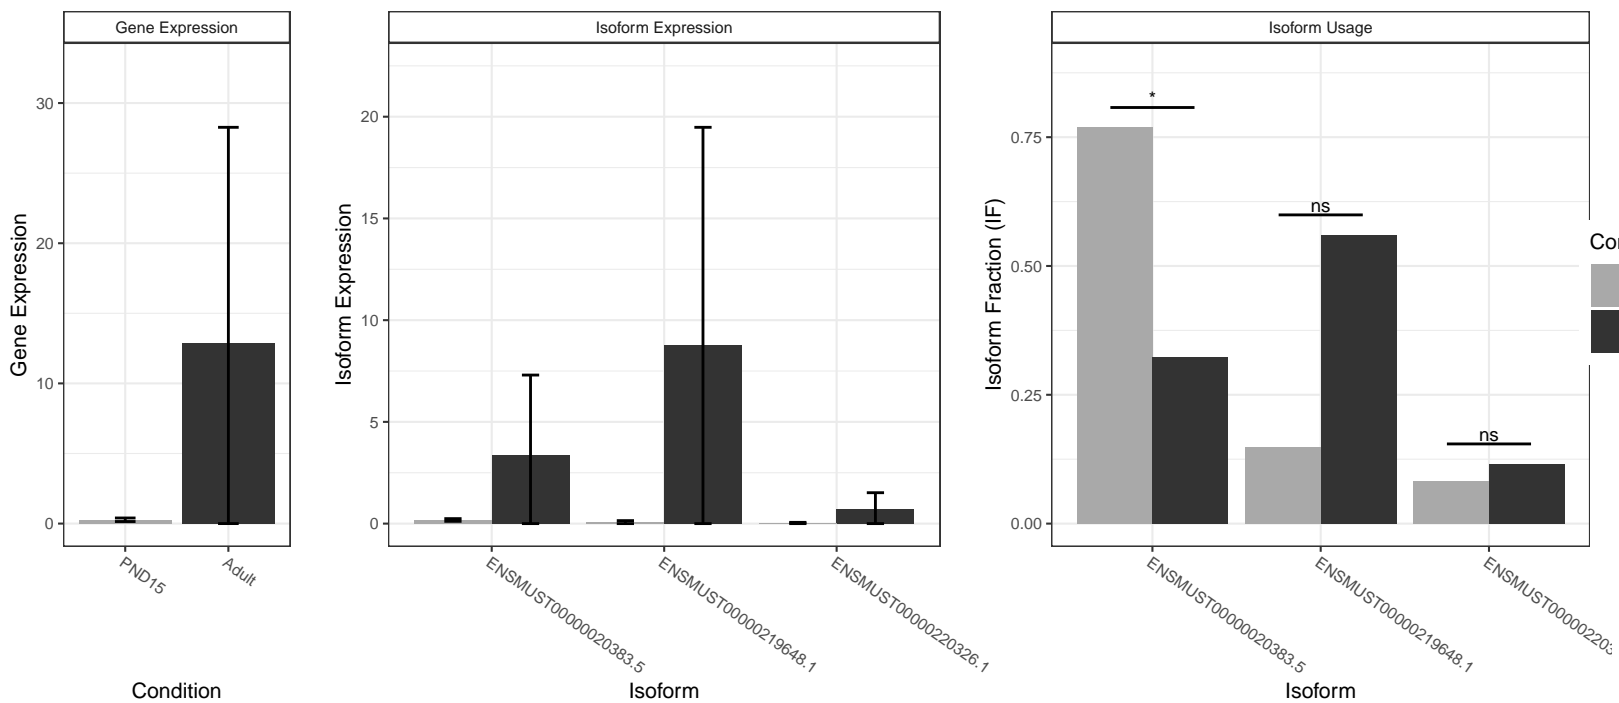 Gene Expression
Isoform Expression
Isoform Usage
Gene Expression
30
20
10
0
PND15
Adult
Condition
Isoform Expression
20
15
10
5
0
ENSMUST00000020383.5
ENSMUST00000219648.1
ENSMUST00000220326.1
Isoform
Isoform Fraction (IF)
0.75
0.50
0.25
0.00
*
ns
ns
ENSMUST00000020383.5
ENSMUST00000219648.1
ENSMUST00000220
Isoform